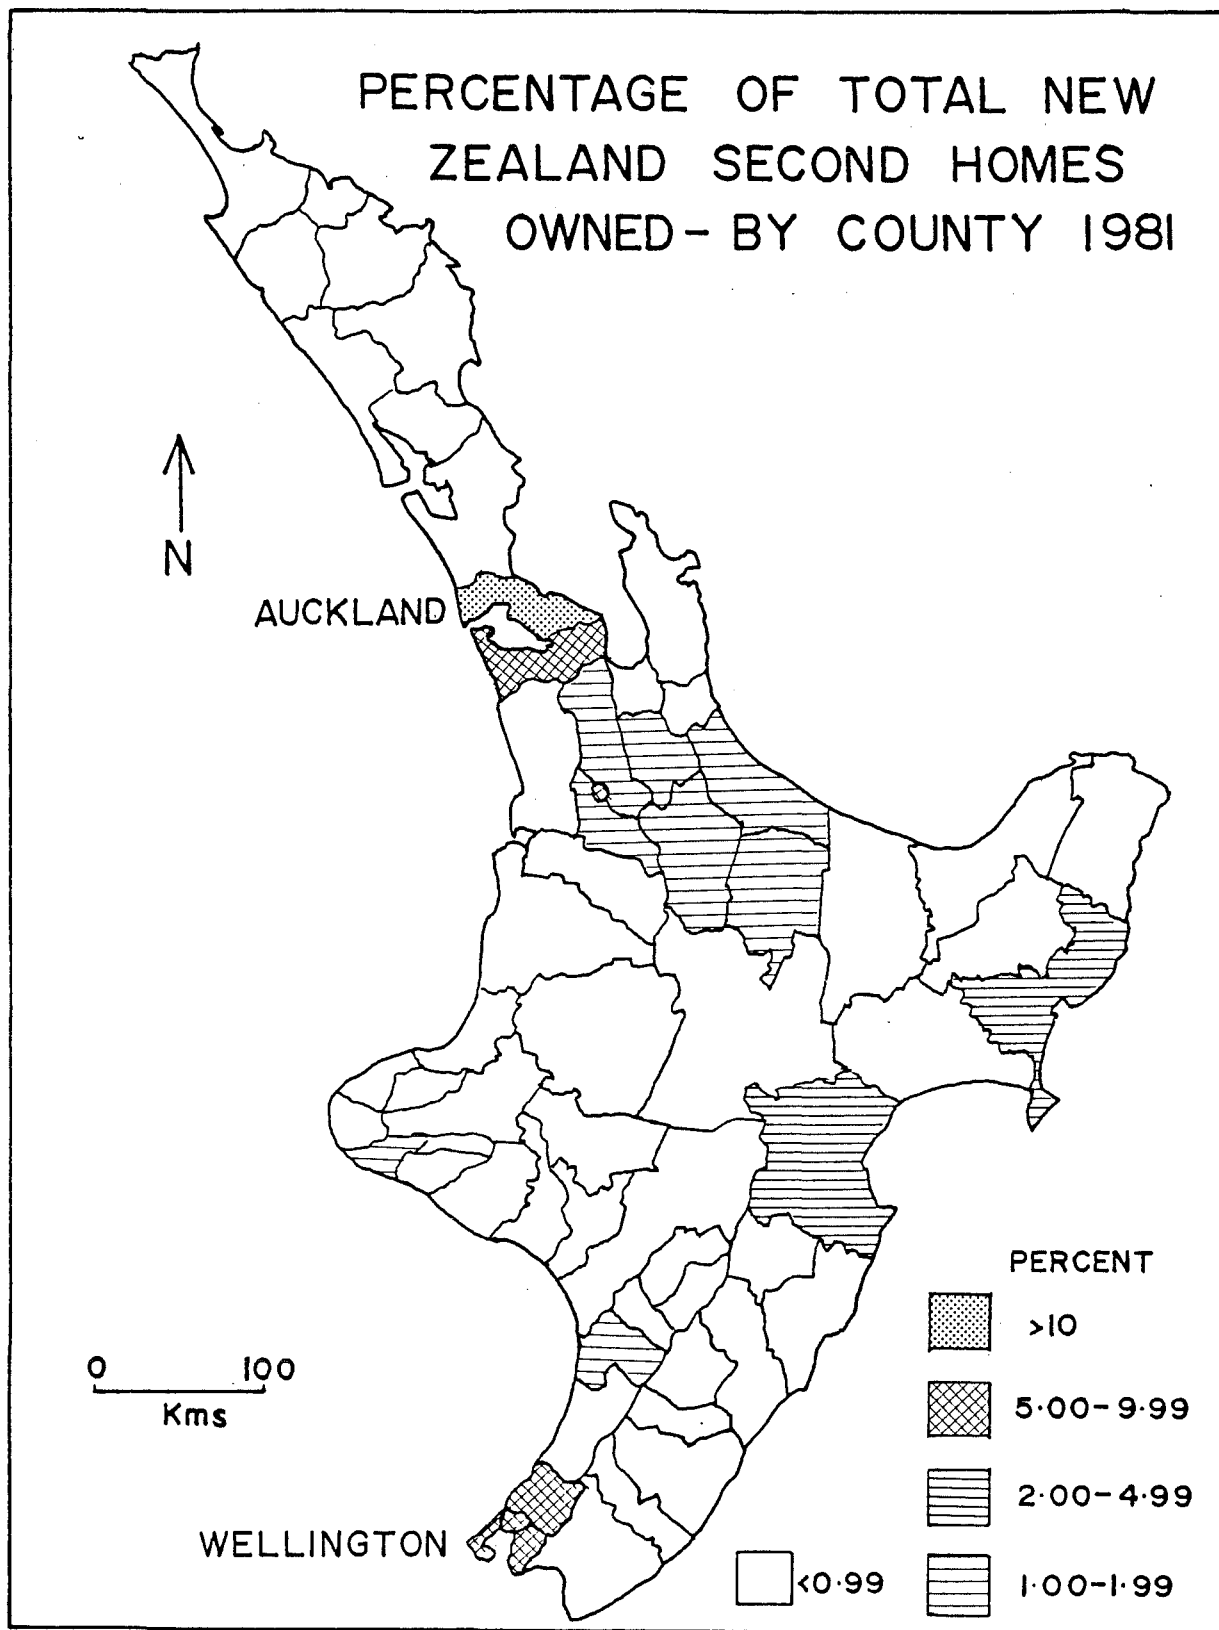 PERCENTAGE OF TOTAL NEW
ZEALAND SECOND HOMES
OWNED - BY COUNTY 1981
N
AUCKLAND
PERCENT
>10
0 100
Kms
5·00-9·99
2·00-4·99
WELLINGTON
<0·99
1·00-1·99